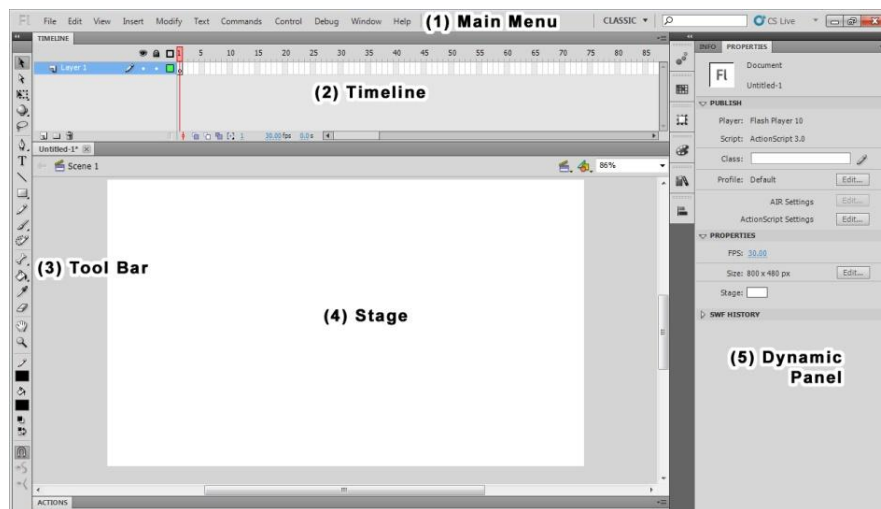 Fl File Edit View Insert Modify Text Commands Control Debug Window Help (1) Main Menu CLASSIC CS Live
TIMELINE
1 5 10 15 20 25 30 35 40 45 50 55 60 65 70 75 80 85
Layer 1
(2) Timeline
1 30.00 fps 0.0 s
Untitled-1*
Scene 1 86%
(3) Tool Bar
T
(4) Stage
ACTIONS
INFO PROPERTIES
Fl
Document
Untitled-1
PUBLISH
Player: Flash Player 10
Script: ActionScript 3.0
Class:
Profile: Default Edit...
AIR Settings Edit...
ActionScript Settings Edit...
PROPERTIES
FPS: 30.00
Size: 800 x 480 px Edit...
Stage:
SWF HISTORY
(5) Dynamic
Panel